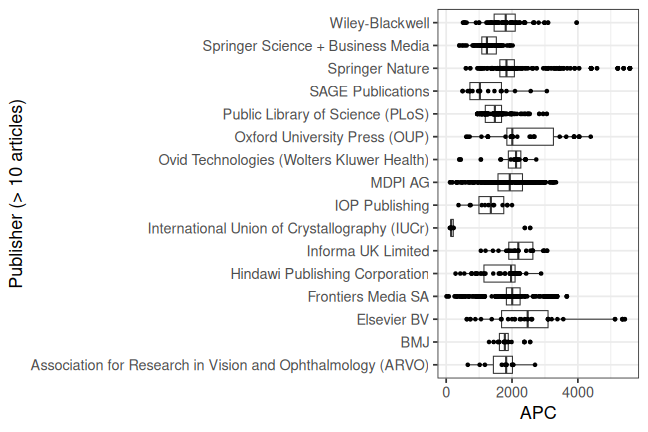 Publisher (> 10 articles)
Wiley-Blackwell
Springer Science + Business Media
Springer Nature
SAGE Publications
Public Library of Science (PLoS)
Oxford University Press (OUP)
Ovid Technologies (Wolters Kluwer Health)
MDPI AG
IOP Publishing
International Union of Crystallography (IUCr)
Informa UK Limited
Hindawi Publishing Corporation
Frontiers Media SA
Elsevier BV
BMJ
Association for Research in Vision and Ophthalmology (ARVO)
0 2000 4000
APC